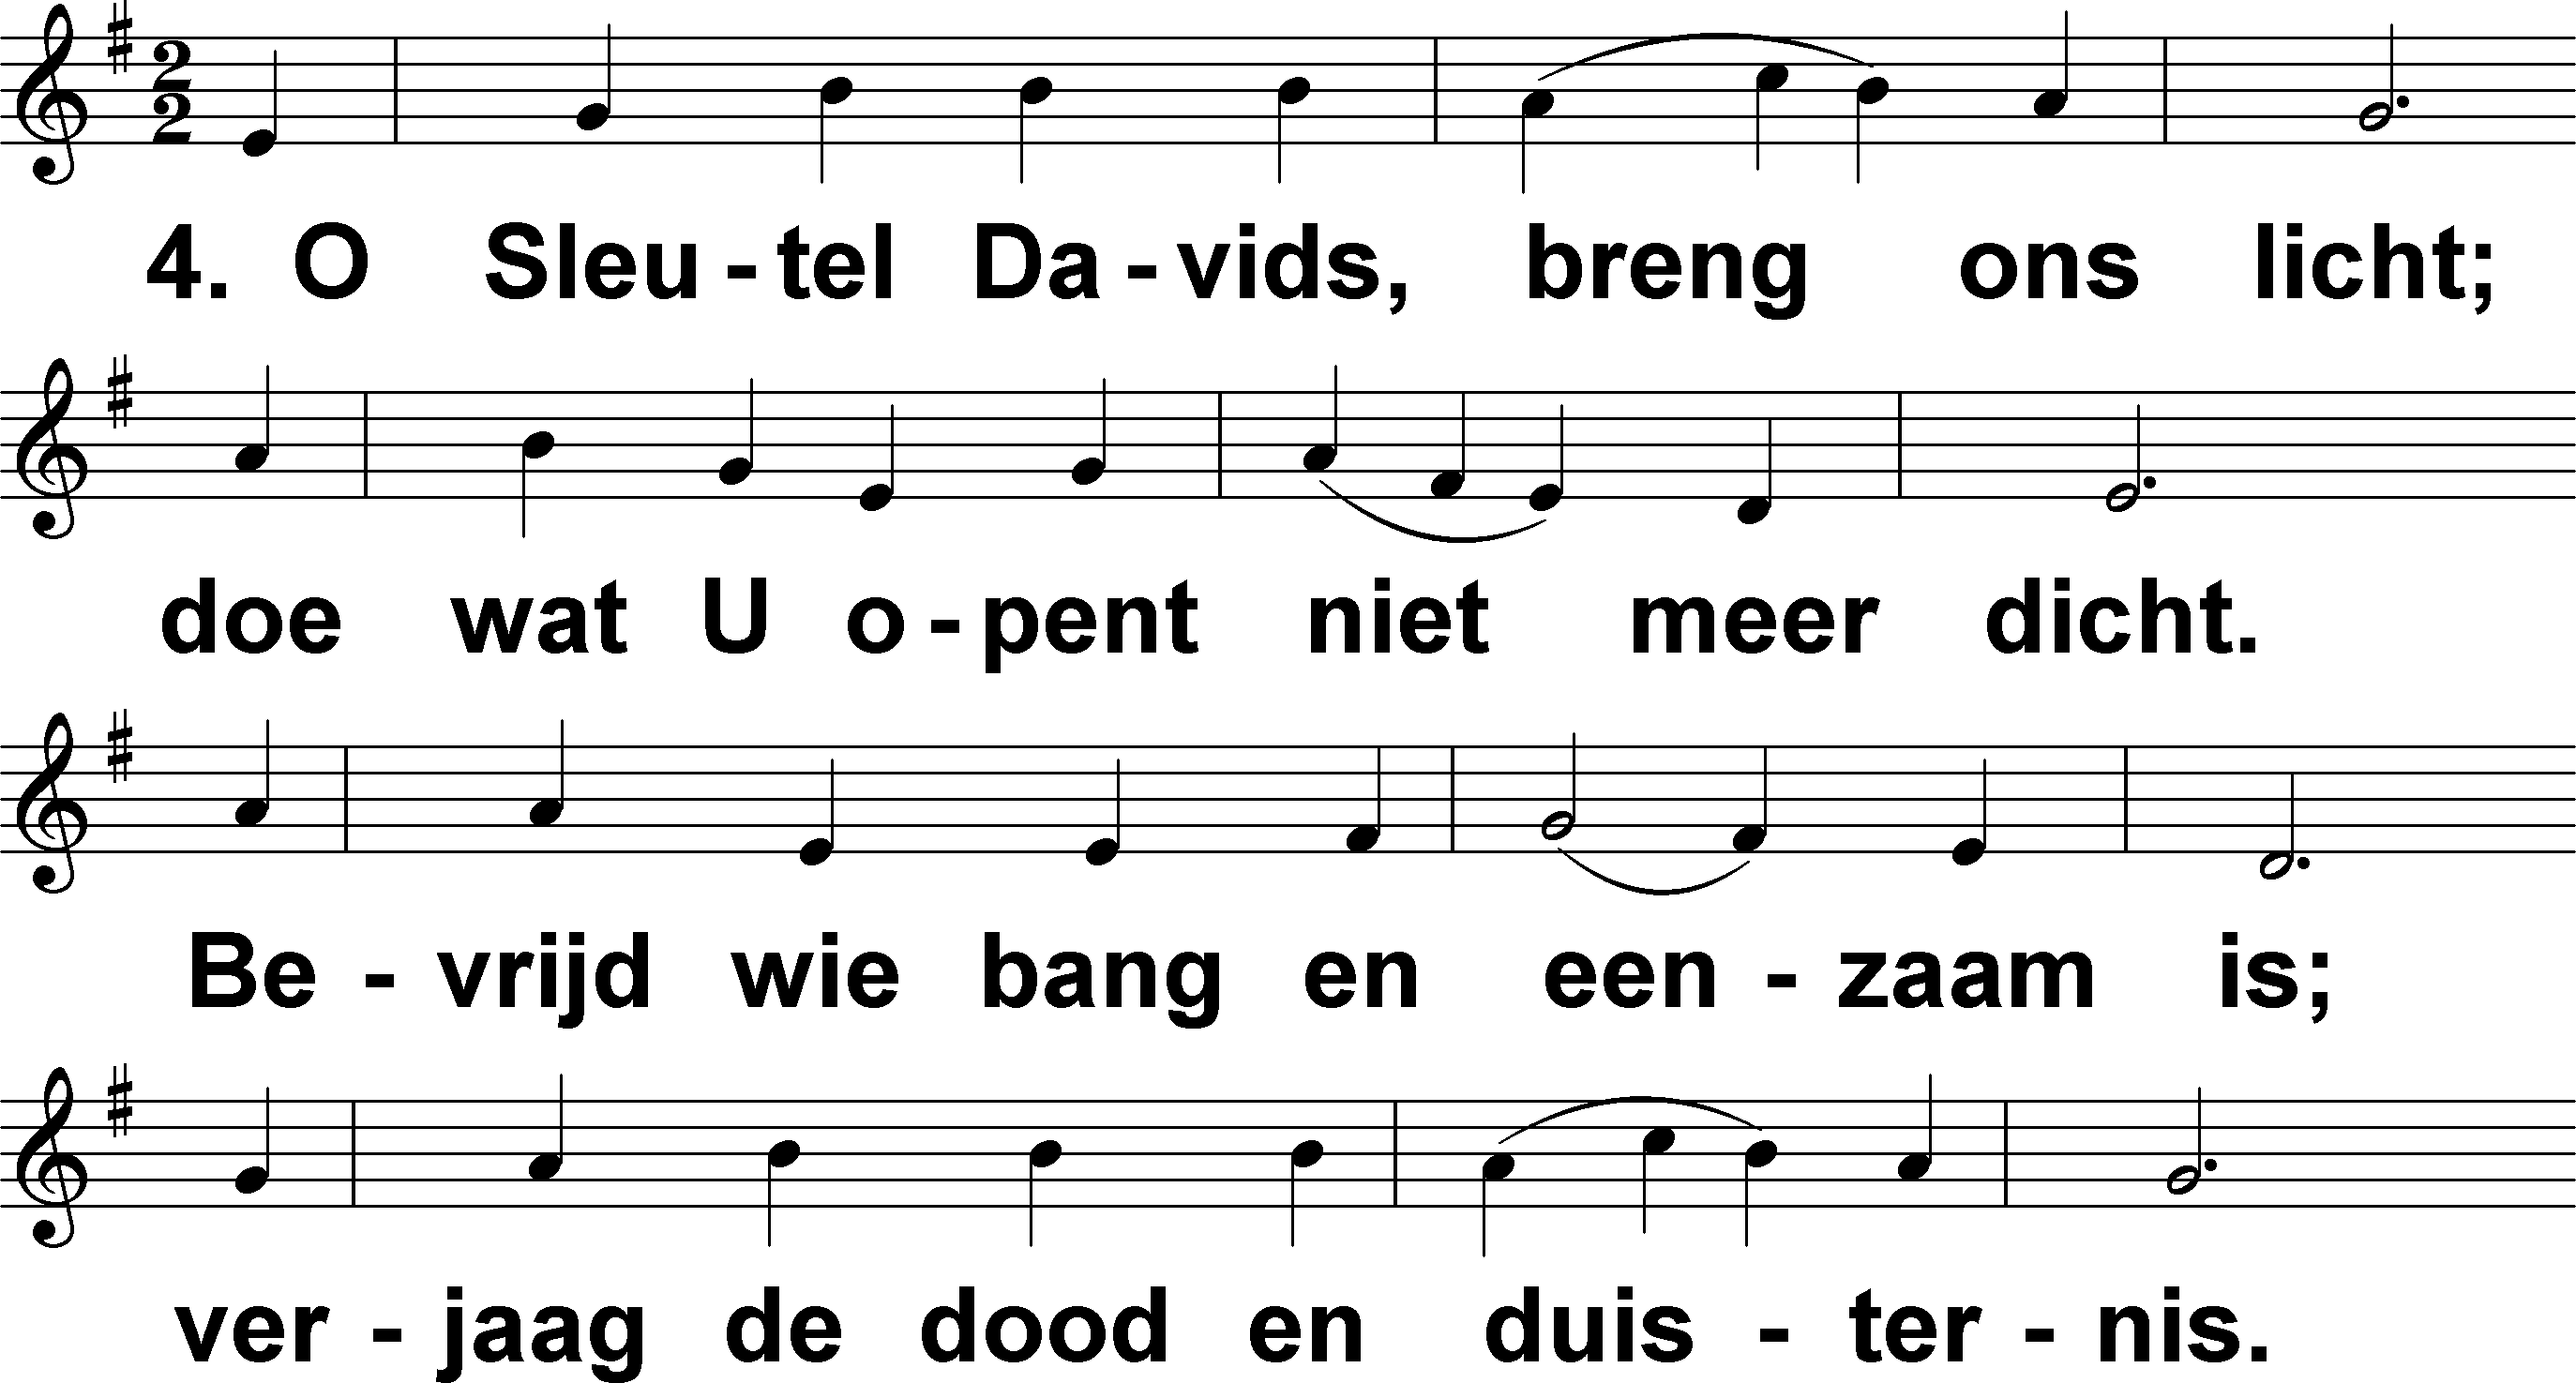 4. O Sleu - tel Da - vids, breng ons licht;
doe wat U o - pent niet meer dicht.
Be - vrijd wie bang en een - zaam is;
ver - jaag de dood en duis - ter - nis.